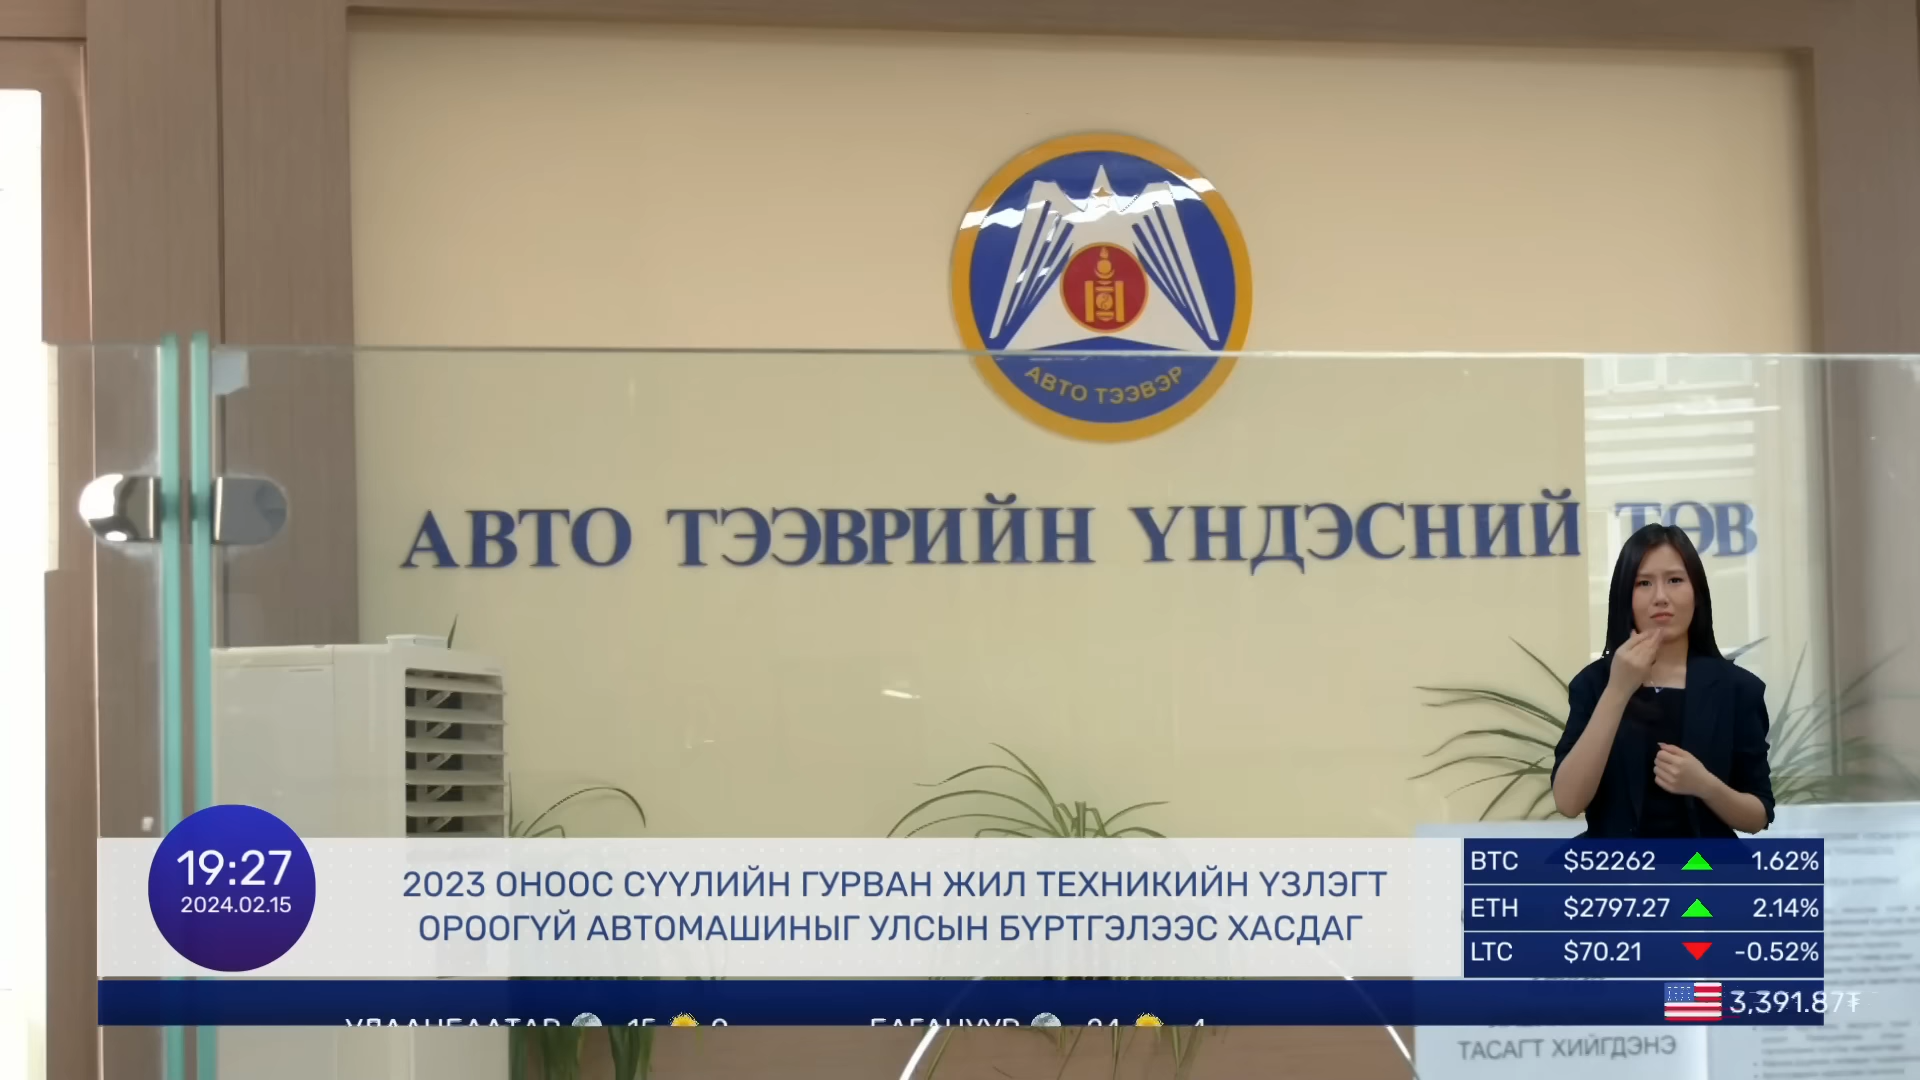 АВТО ТЭЭВЭР
АВТО ТЭЭВРИЙН ҮНДЭСНИЙ ТӨВ
19:27
2024.02.15
2023 ОНООС СҮҮЛИЙН ГУРВАН ЖИЛ ТЕХНИКИЙН ҮЗЛЭГТ
ОРООГҮЙ АВТОМАШИНЫГ УЛСЫН БҮРТГЭЛЭЭС ХАСДАГ
BTC $52262 1.62%
ETH $2797.27 2.14%
LTC $70.21 -0.52%
3,391.87₮
ТАСАГТ ХИЙГДЭНЭ